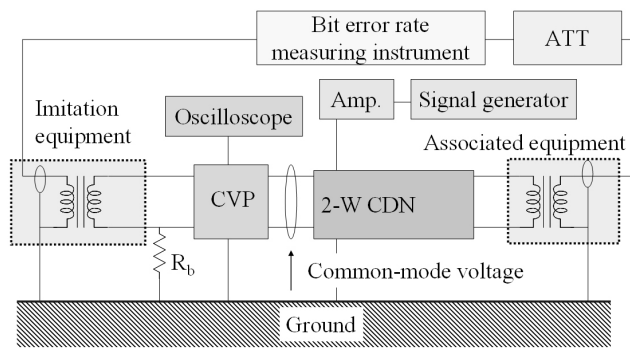 Bit error rate
measuring instrument
ATT
Imitation
equipment
Oscilloscope
Amp.
Signal generator
Associated equipment
CVP
2-W CDN
Rb
Common-mode voltage
Ground